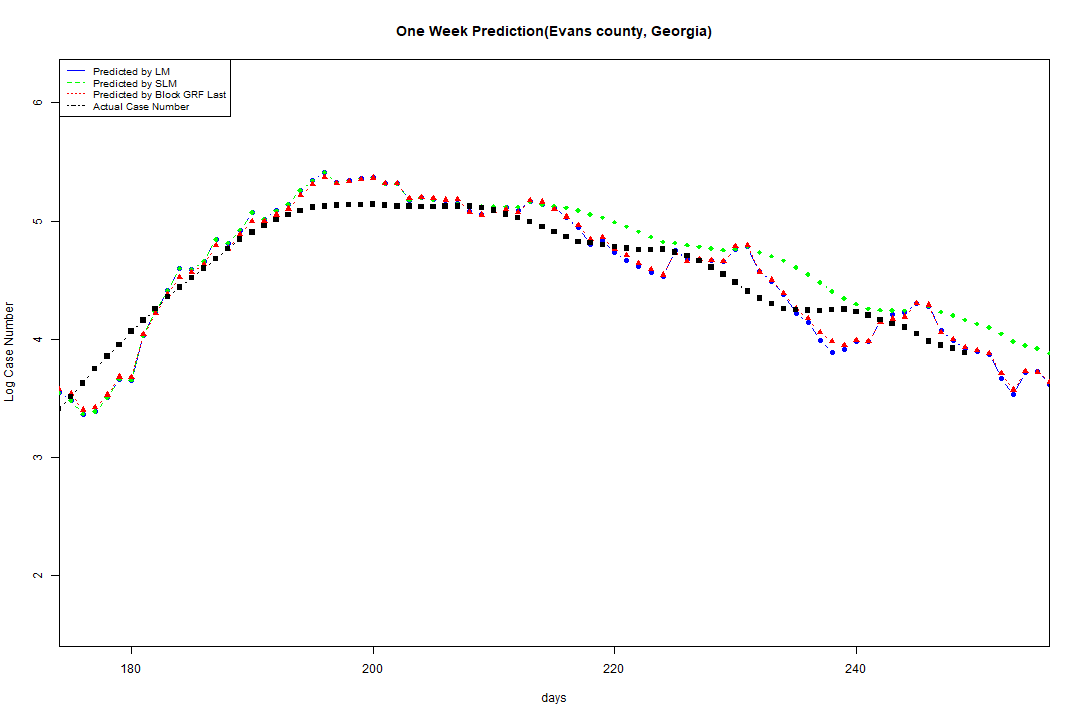 One Week Prediction(Evans county, Georgia)
Predicted by LM
Predicted by SLM
Predicted by Block GRF Last
Actual Case Number
6
5
4
3
2
Log Case Number
180 200 220 240
days